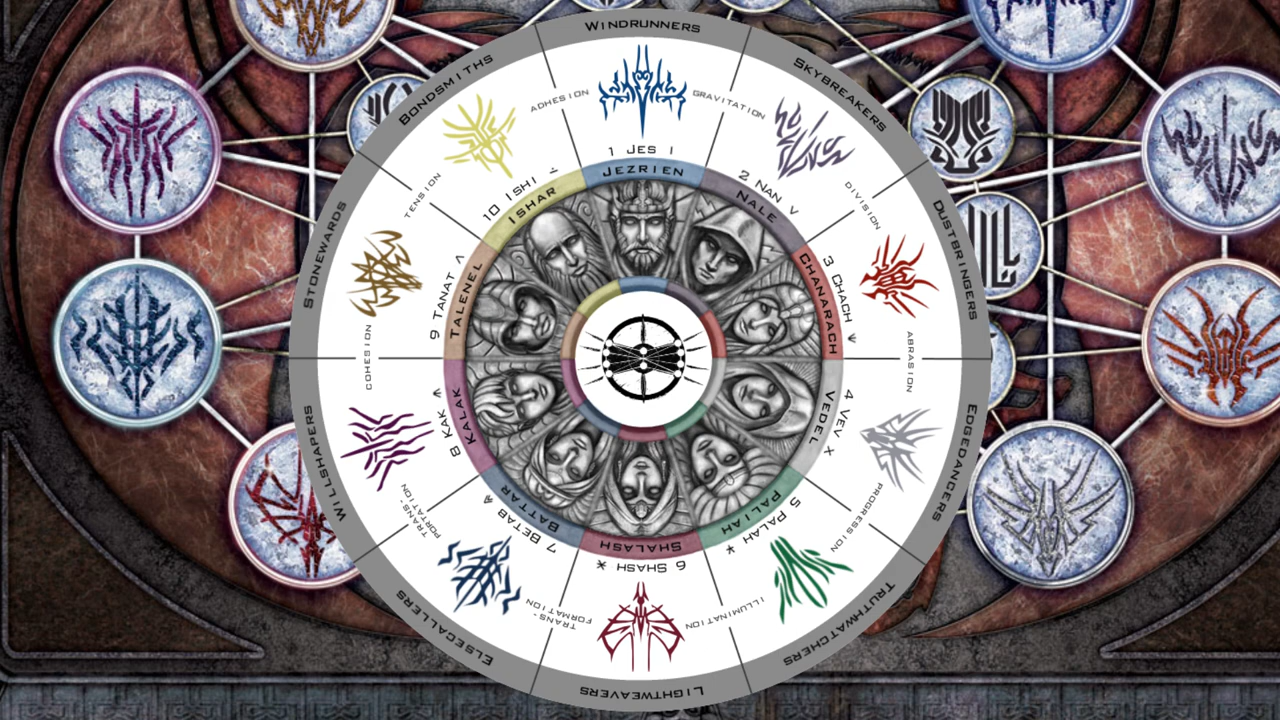 WINDRUNNERS
SKYBREAKERS
DUSTBRINGERS
EDGEDANCERS
TRUTHWATCHERS
LIGHTWEAVERS
ELSECALLERS
WILLSHAPERS
STONEWARDS
BONDSMITHS
ADHESION
GRAVITATION
DIVISION
ABRASION
PROGRESSION
ILLUMINATION
TRANS-
FORMATION
TRANS-
PORTATION
COHESION
TENSION
1 JES
2 NAN
3 CHACH
4 VEV
5 PALAH
6 SHASH
7 BETAB
8 KAK
9 TANAT
10 ISHI
JEZRIEN
NALE
CHANARACH
VEDEL
PALIAH
SHALASH
BATTAR
KALAK
TALENEL
ISHAR